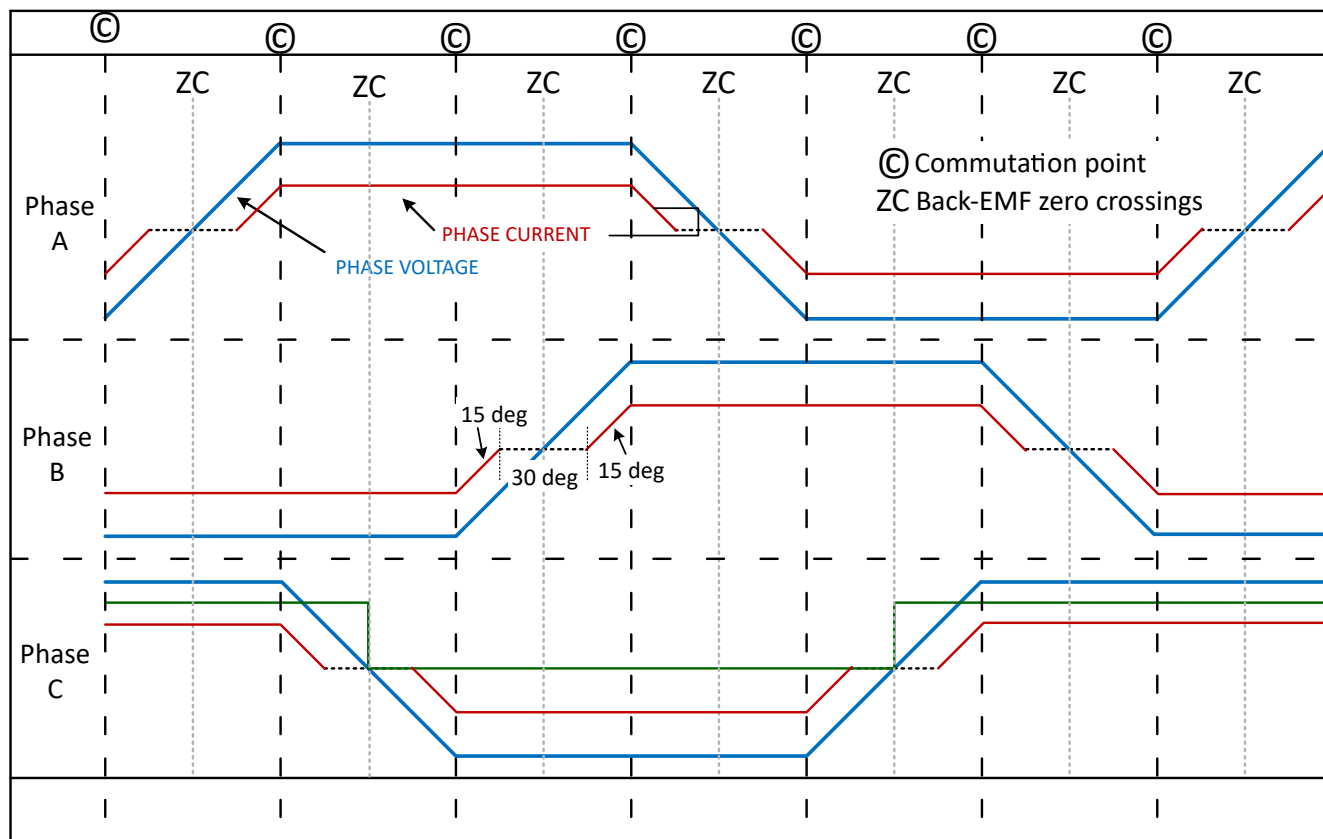 © © © © © © ©
ZC ZC ZC ZC ZC ZC ZC
© Commutation point
ZC Back-EMF zero crossings
Phase
A
PHASE CURRENT
PHASE VOLTAGE
15 deg
Phase
B
30 deg
15 deg
Phase
C